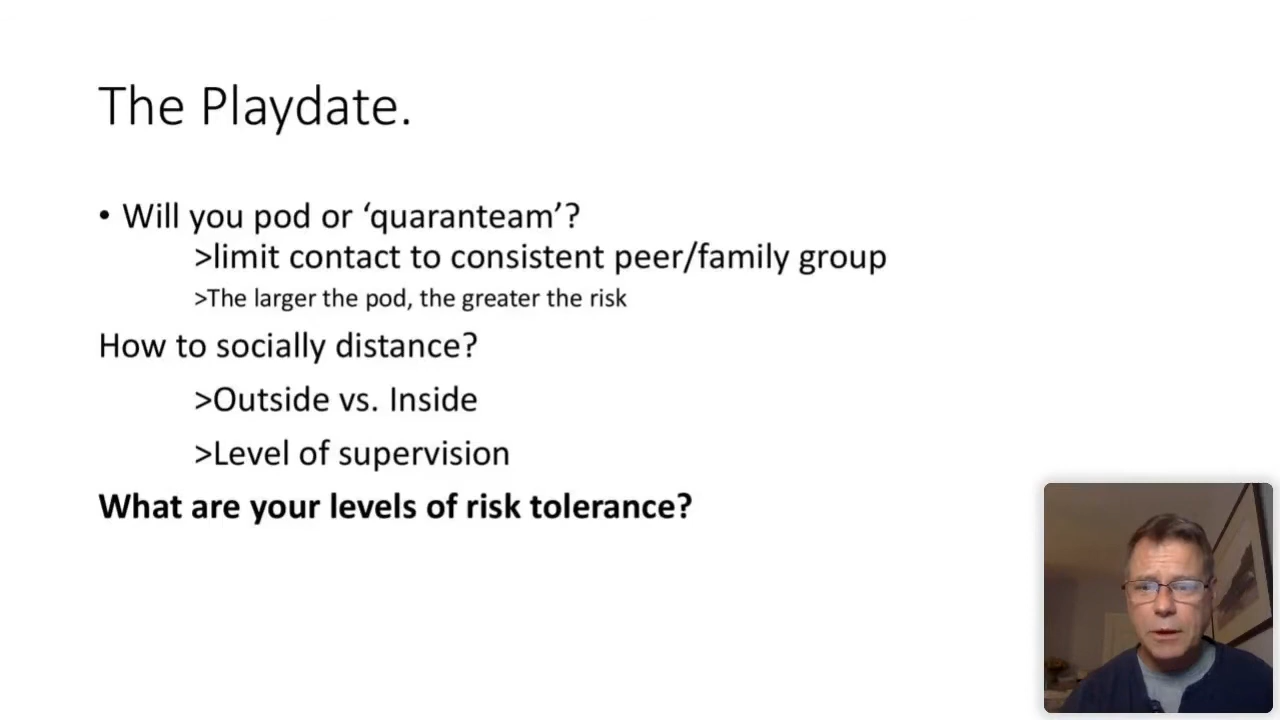 The Playdate.
• Will you pod or ‘quaranteam’?
>limit contact to consistent peer/family group
>The larger the pod, the greater the risk
How to socially distance?
>Outside vs. Inside
>Level of supervision
What are your levels of risk tolerance?